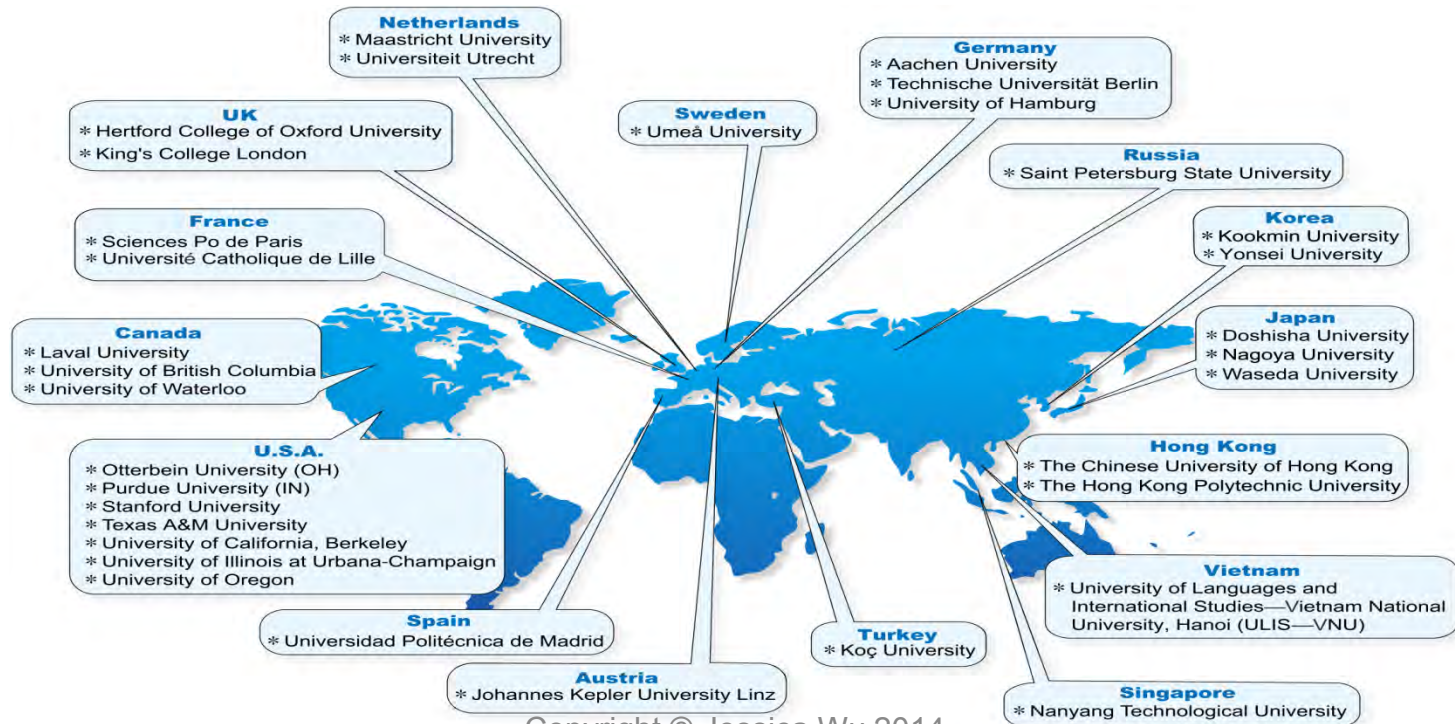 Netherlands
* Maastricht University
* Universiteit Utrecht
Germany
* Aachen University
* Technische Universität Berlin
* University of Hamburg
UK
* Hertford College of Oxford University
* King's College London
Sweden
* Umeå University
Russia
* Saint Petersburg State University
France
* Sciences Po de Paris
* Université Catholique de Lille
Korea
* Kookmin University
* Yonsei University
Canada
* Laval University
* University of British Columbia
* University of Waterloo
Japan
* Doshisha University
* Nagoya University
* Waseda University
U.S.A.
* Otterbein University (OH)
* Purdue University (IN)
* Stanford University
* Texas A&M University
* University of California, Berkeley
* University of Illinois at Urbana-Champaign
* University of Oregon
Hong Kong
* The Chinese University of Hong Kong
* The Hong Kong Polytechnic University
Vietnam
* University of Languages and
International Studies—Vietnam National
University, Hanoi (ULIS—VNU)
Spain
* Universidad Politécnica de Madrid
Turkey
* Koç University
Austria
* Johannes Kepler University Linz
Singapore
* Nanyang Technological University
Copyright © Jessica Wu 2014